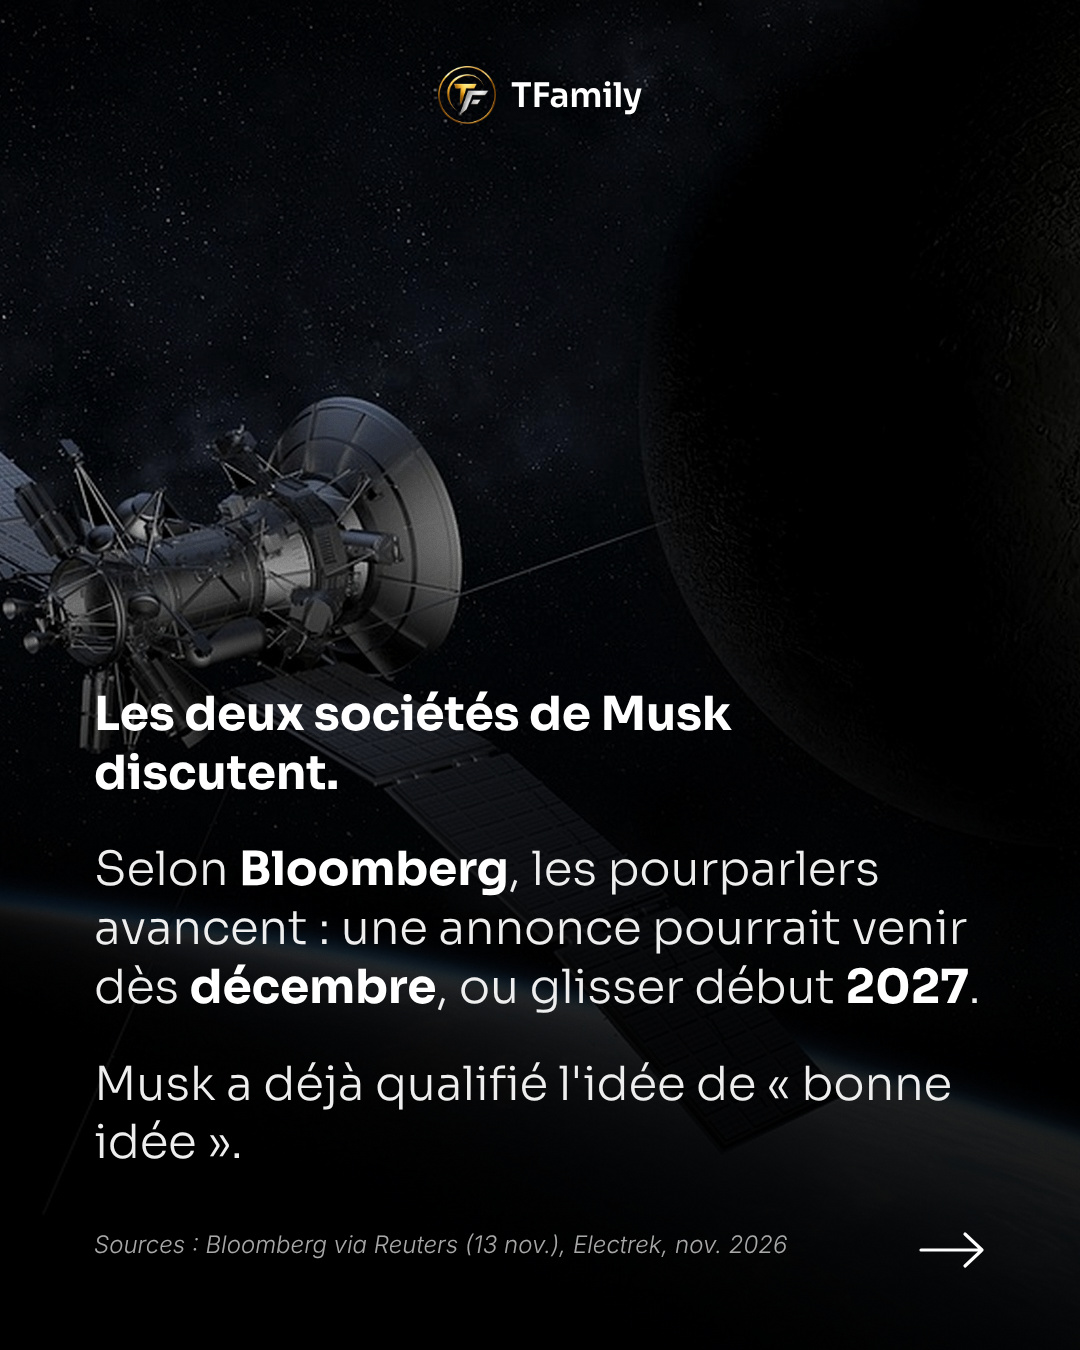 TFamily
Les deux sociétés de Musk
discutent.
Selon Bloomberg, les pourparlers
avancent : une annonce pourrait venir
dès décembre, ou glisser début 2027.
Musk a déjà qualifié l'idée de « bonne
idée ».
Sources : Bloomberg via Reuters (13 nov.), Electrek, nov. 2026